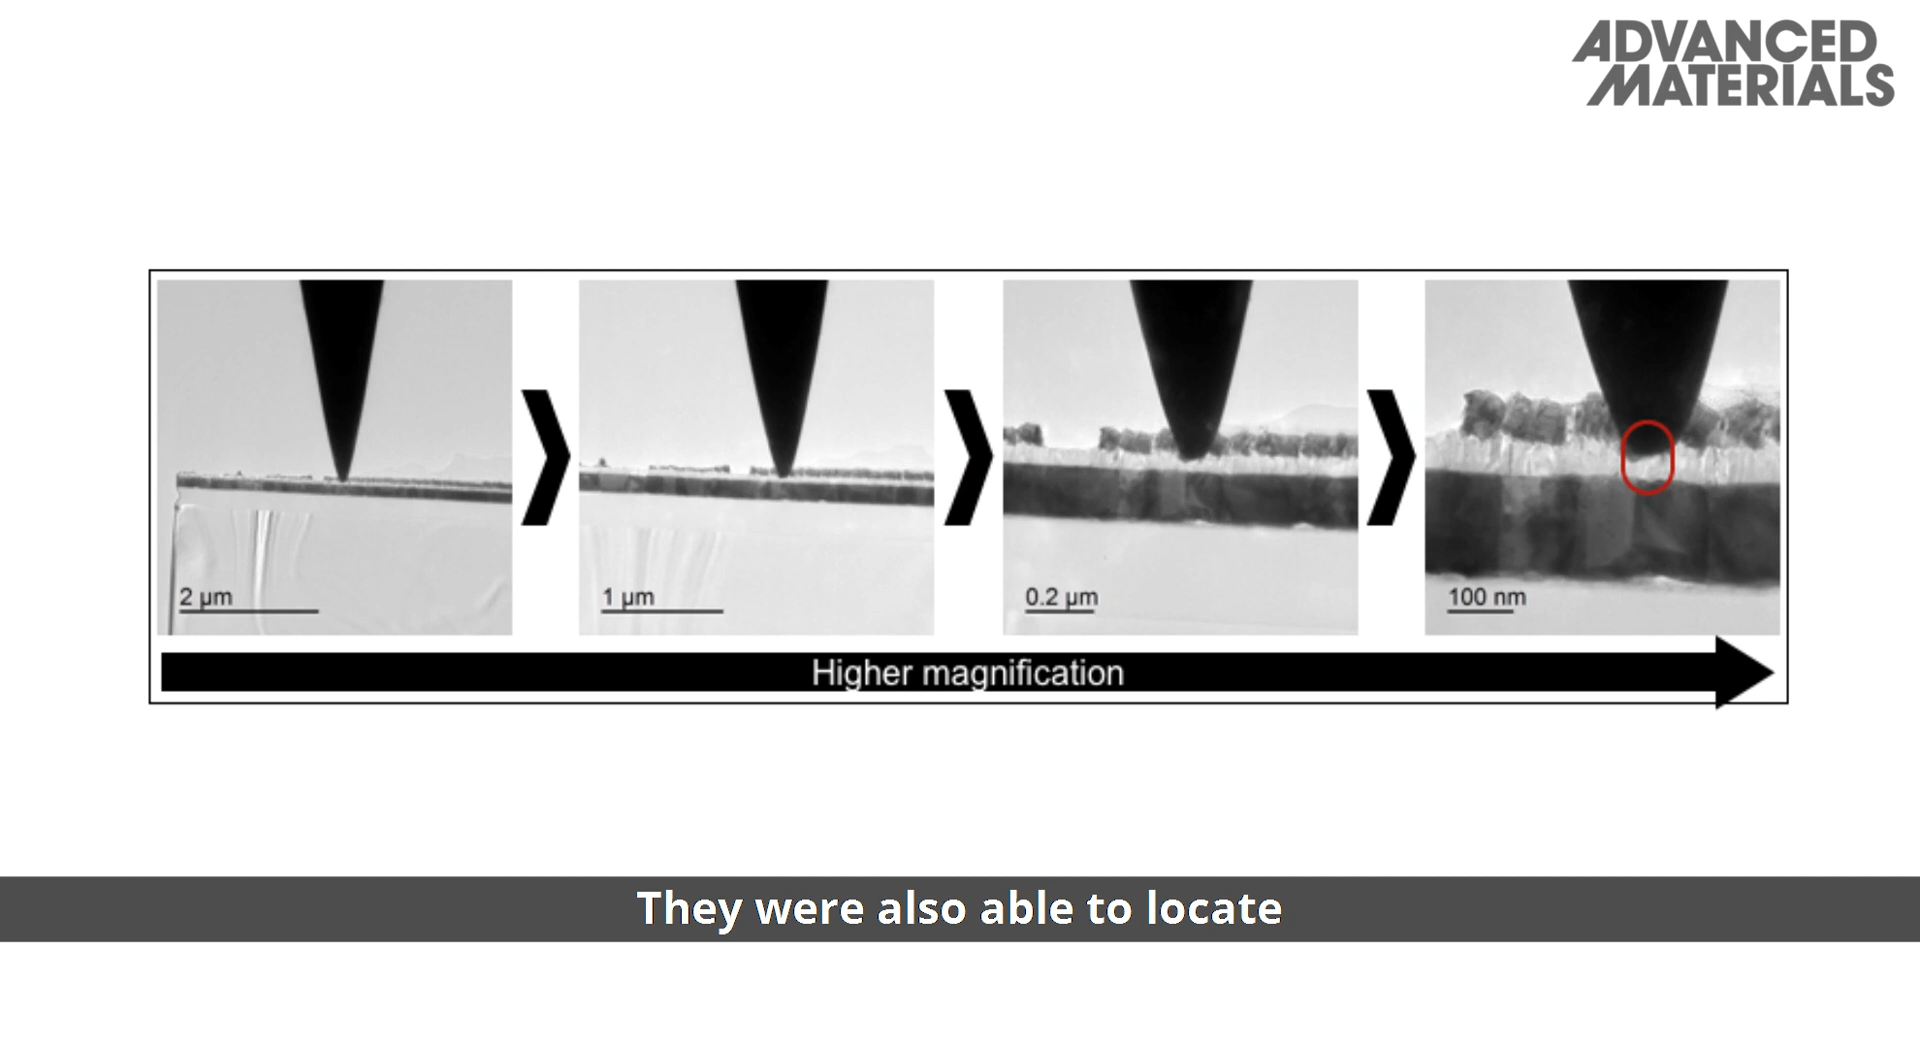 ADVANCED
MATERIALS
2 µm
1 µm
0.2 µm
100 nm
Higher magnification
They were also able to locate